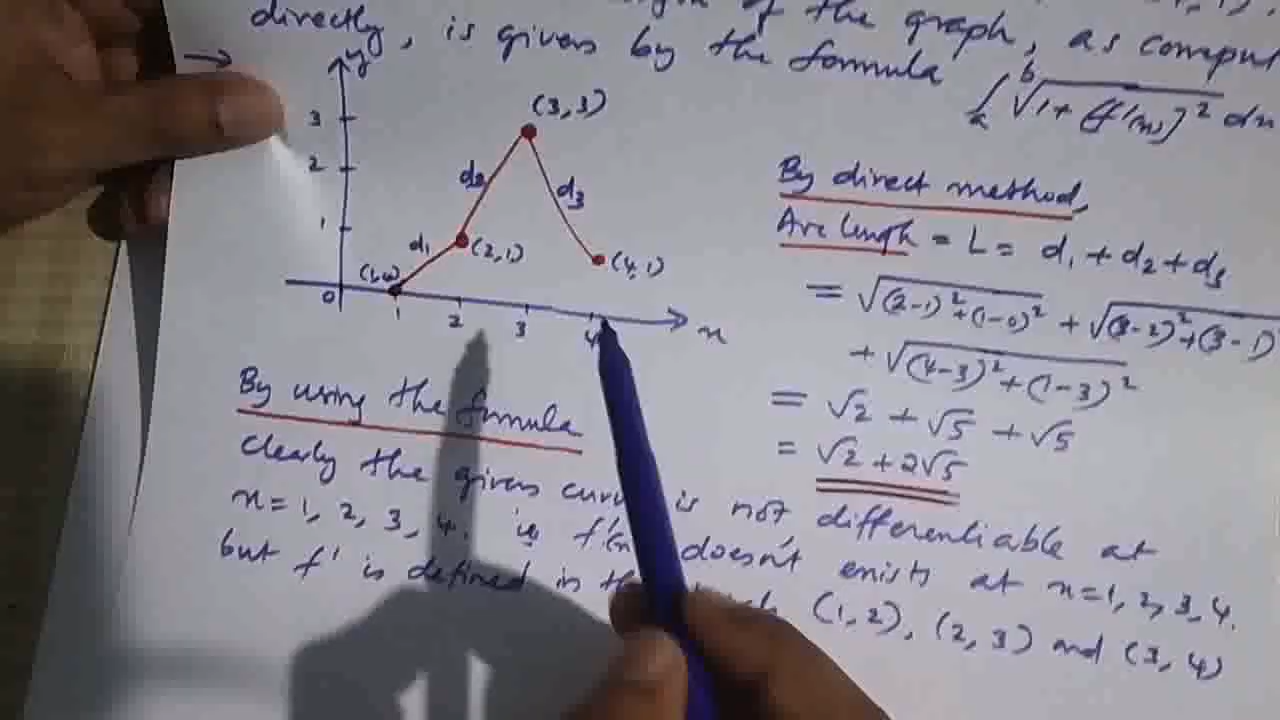 of the graph, as comput
directly, is given by the formula ∫ₐᵇ √1+(f'(x))² dx
→
y
3
2
1
0
1
2
3
4
x
(3,3)
d₂
d₃
d₁
(2,1)
(1,0)
(4,1)
By direct method,
Arc length = L = d₁+d₂+d₃
= √(2-1)²+(1-0)² + √(3-2)²+(3-1)
+ √(4-3)²+(1-3)²
= √2 + √5 + √5
= √2+2√5
By using the formula
Clearly the given curve is not differentiable at
x=1, 2, 3, 4. ie f'(x) doesn't exists at x=1, 2, 3, 4.
but f' is defined in (1,2), (2,3) and (3,4)